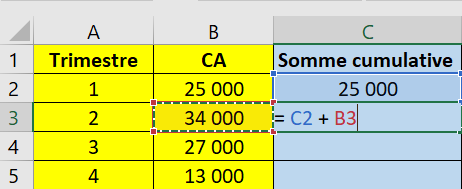 A B C
1 Trimestre CA Somme cumulative
2 1 25 000 25 000
3 2 34 000 = C2 + B3
4 3 27 000
5 4 13 000